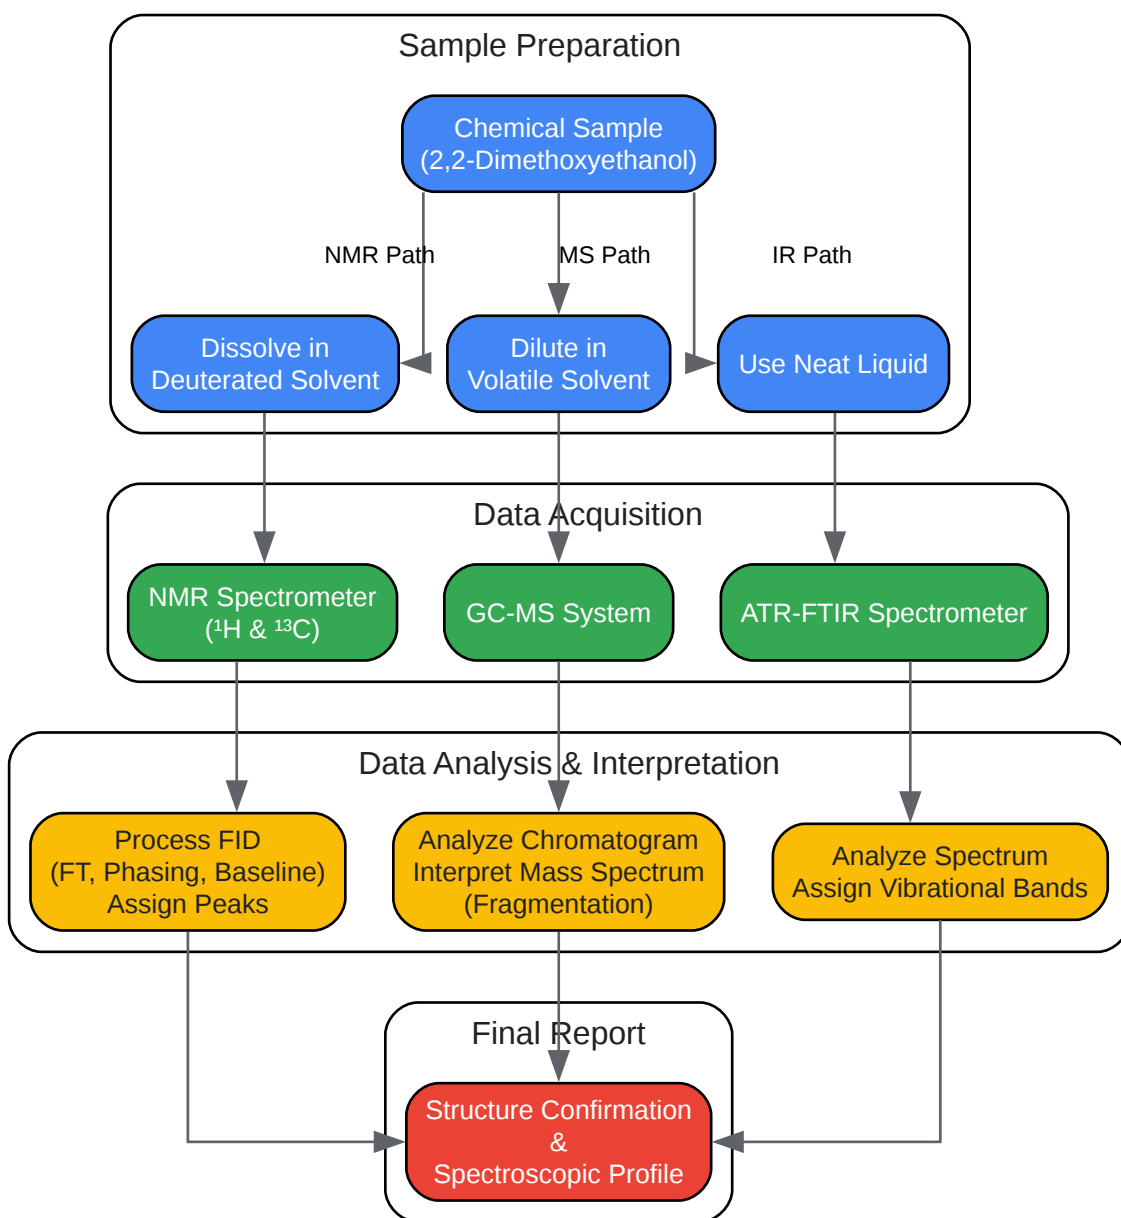 Sample Preparation
Chemical Sample
(2,2-Dimethoxyethanol)
NMR Path
MS Path
IR Path
Dissolve in
Deuterated Solvent
Dilute in
Volatile Solvent
Use Neat Liquid
Data Acquisition
NMR Spectrometer
(¹H & ¹³C)
GC-MS System
ATR-FTIR Spectrometer
Data Analysis & Interpretation
Process FID
(FT, Phasing, Baseline)
Assign Peaks
Analyze Chromatogram
Interpret Mass Spectrum
(Fragmentation)
Analyze Spectrum
Assign Vibrational Bands
Final Report
Structure Confirmation
&
Spectroscopic Profile